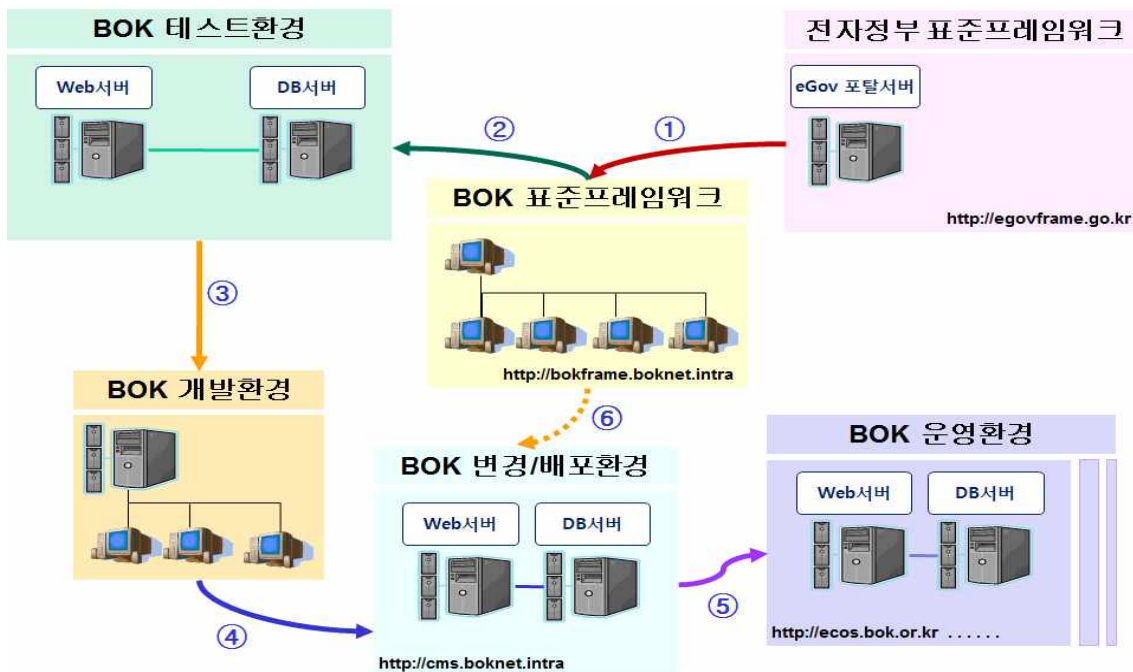 BOK 테스트환경
Web서버
DB서버
전자정부 표준프레임워크
eGov 포탈서버
http://egovframe.go.kr
①
②
BOK 표준프레임워크
http://bokframe.boknet.intra
③
BOK 개발환경
⑥
BOK 변경/배포환경
Web서버
DB서버
http://cms.boknet.intra
④
⑤
BOK 운영환경
Web서버
DB서버
http://ecos.bok.or.kr . . . . . .